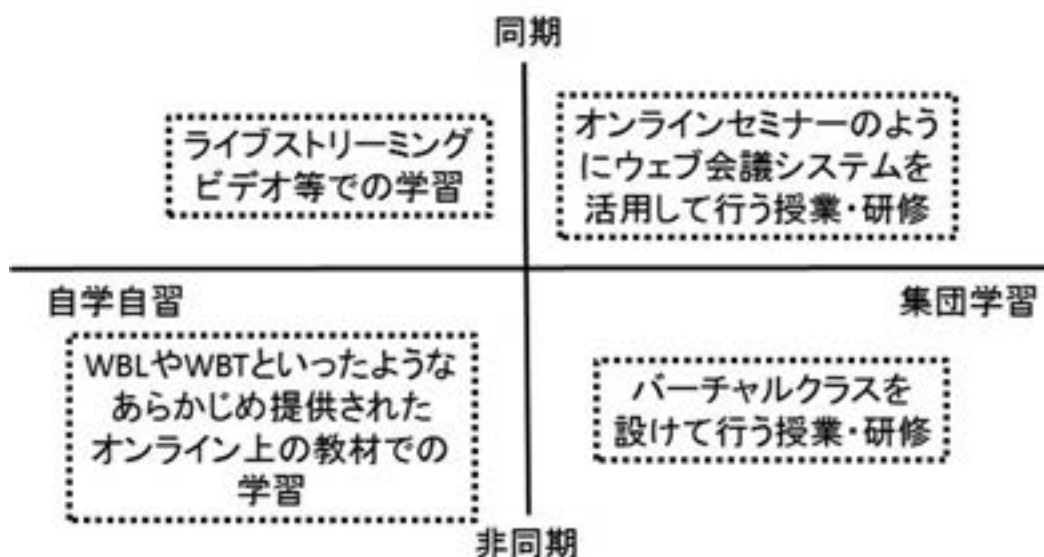 同期
ライブストリーミング
ビデオ等での学習
オンラインセミナーのよう
にウェブ会議システムを
活用して行う授業・研修
自学自習
集団学習
WBLやWBTといったような
あらかじめ提供された
オンライン上の教材での
学習
バーチャルクラスを
設けて行う授業・研修
非同期